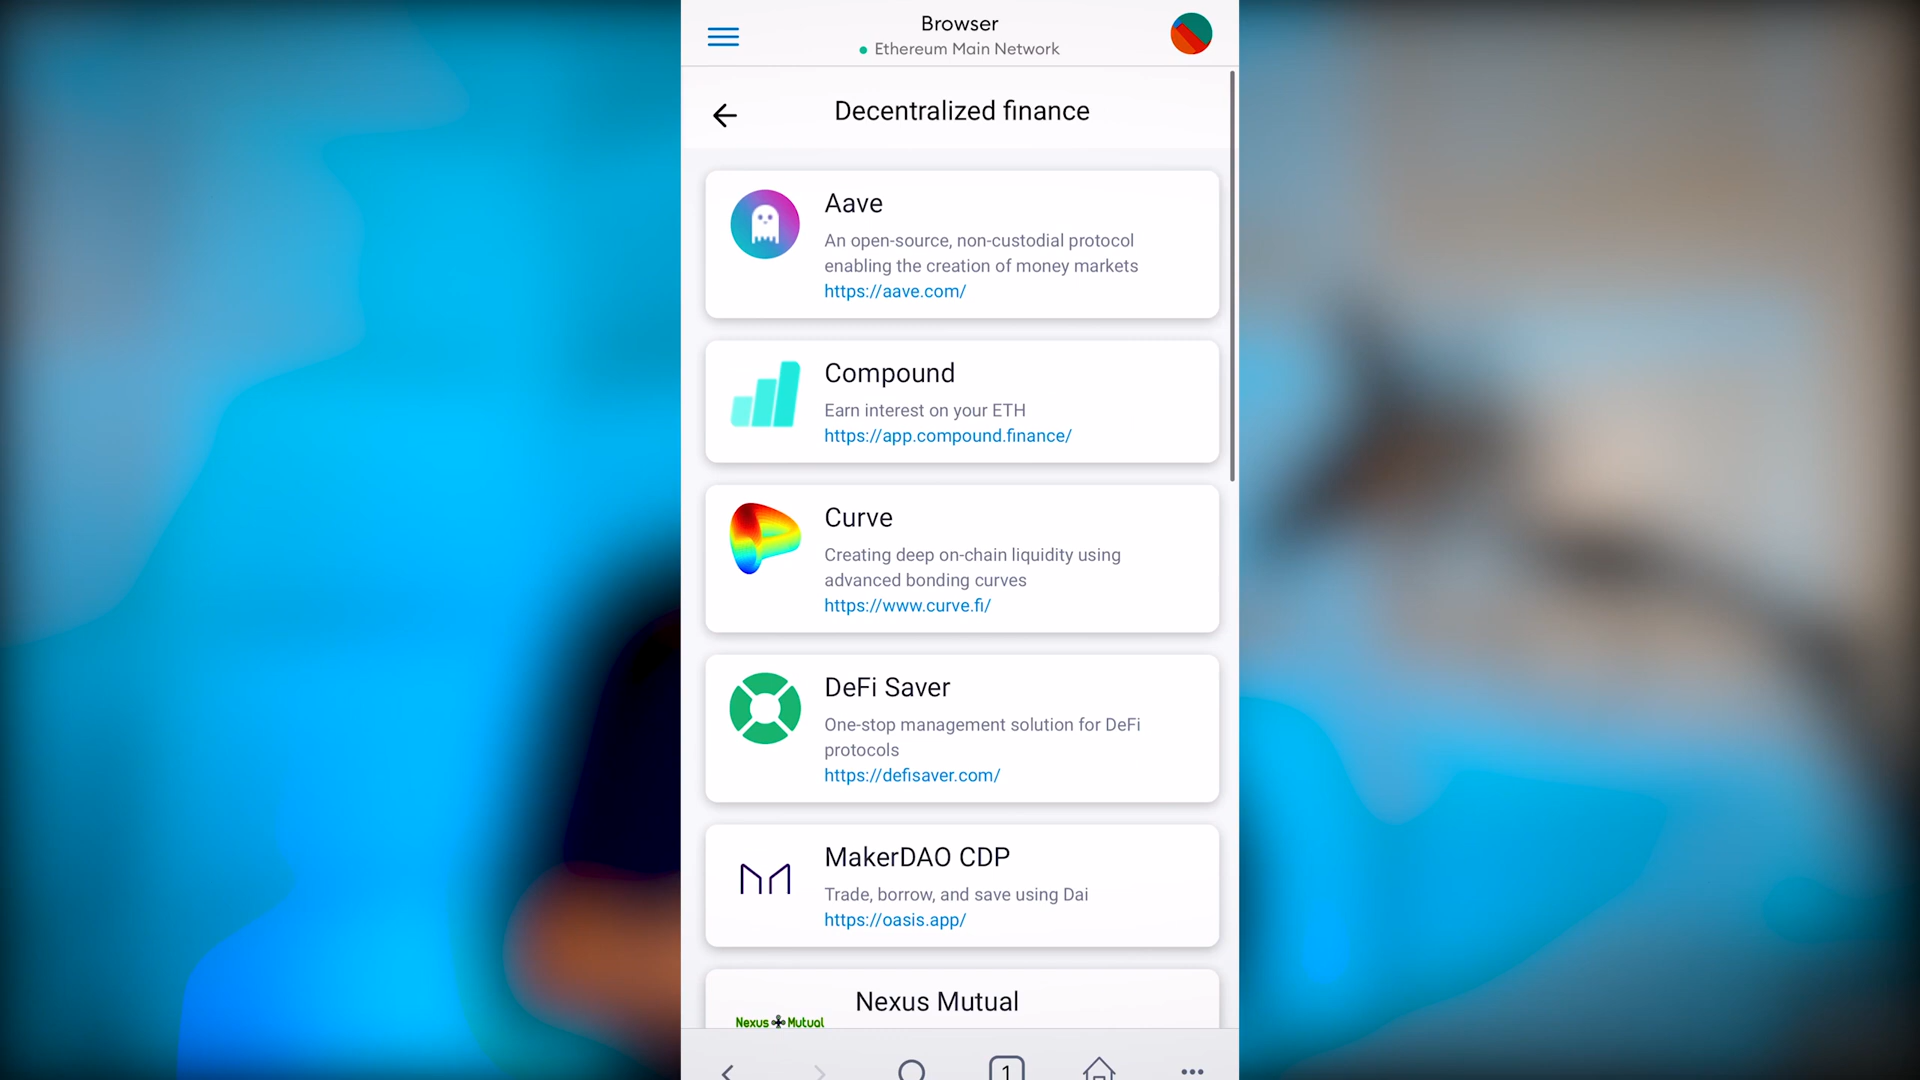 Browser
Ethereum Main Network
Decentralized finance
Aave
An open-source, non-custodial protocol
enabling the creation of money markets
https://aave.com/
Compound
Earn interest on your ETH
https://app.compound.finance/
Curve
Creating deep on-chain liquidity using
advanced bonding curves
https://www.curve.fi/
DeFi Saver
One-stop management solution for DeFi
protocols
https://defisaver.com/
MakerDAO CDP
Trade, borrow, and save using Dai
https://oasis.app/
Nexus Mutual
Nexus Mutual
1